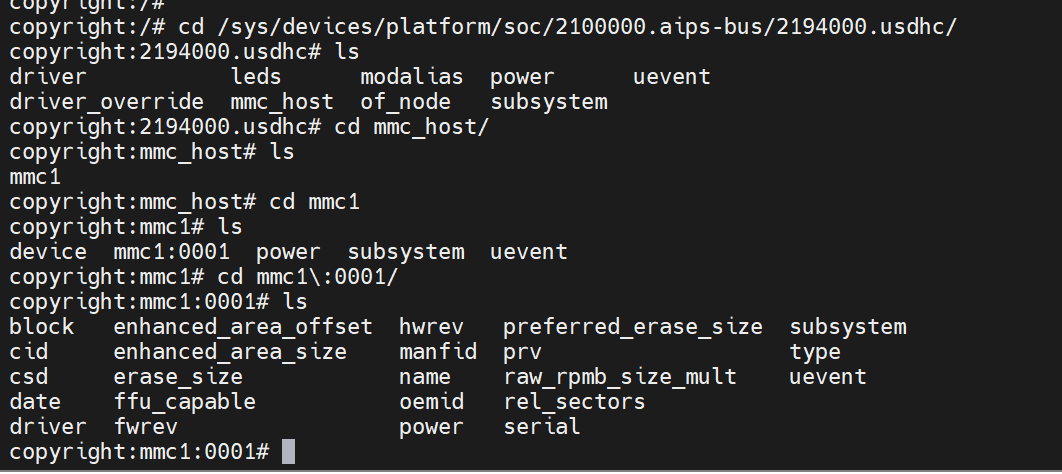 copyright:/#
copyright:/# cd /sys/devices/platform/soc/2100000.aips-bus/2194000.usdhc/
copyright:2194000.usdhc# ls
driver           leds      modalias  power      uevent
driver_override  mmc_host  of_node   subsystem
copyright:2194000.usdhc# cd mmc_host/
copyright:mmc_host# ls
mmc1
copyright:mmc_host# cd mmc1
copyright:mmc1# ls
device  mmc1:0001  power  subsystem  uevent
copyright:mmc1# cd mmc1\:0001/
copyright:mmc1:0001# ls
block   enhanced_area_offset  hwrev   preferred_erase_size  subsystem
cid     enhanced_area_size    manfid  prv                   type
csd     erase_size            name    raw_rpmb_size_mult    uevent
date    ffu_capable           oemid   rel_sectors
driver  fwrev                 power   serial
copyright:mmc1:0001#